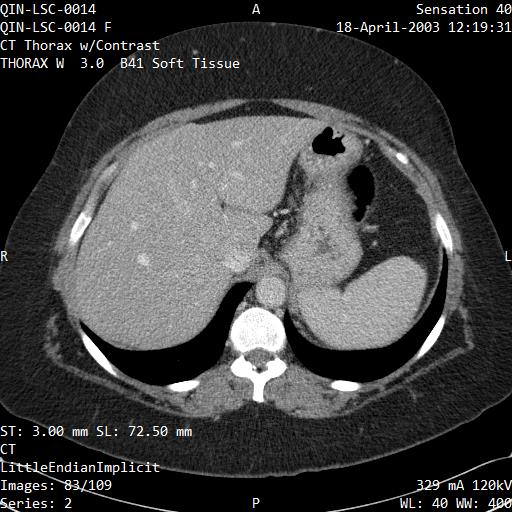 QIN-LSC-0014 A Sensation 40
QIN-LSC-0014 F 18-April-2003 12:19:31
CT Thorax w/Contrast
THORAX W 3.0 B41 Soft Tissue
R L
ST: 3.00 mm SL: 72.50 mm
CT
LittleEndianImplicit
Images: 83/109 329 mA 120kV
Series: 2 P WL: 40 WW: 400